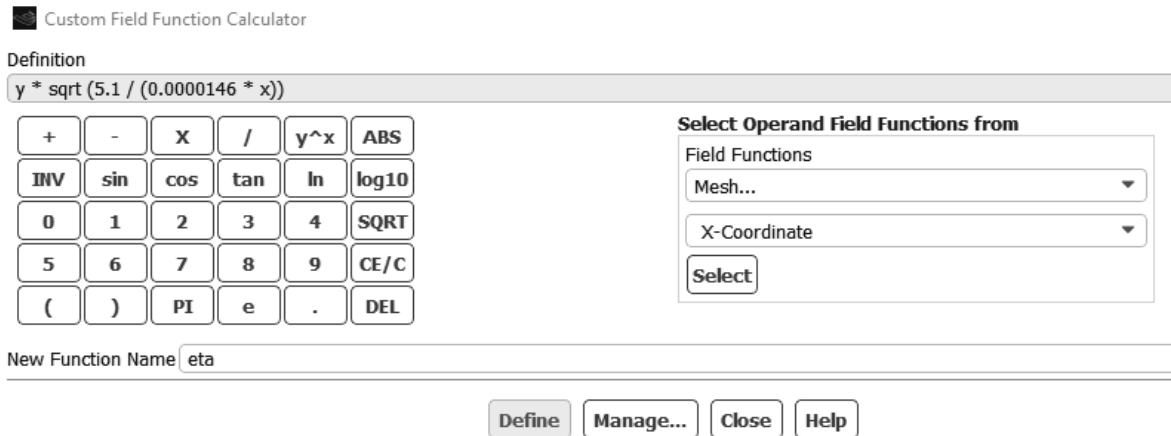 Custom Field Function Calculator
Definition
y * sqrt (5.1 / (0.0000146 * x))
+ - X / y^x ABS
INV sin cos tan ln log10
0 1 2 3 4 SQRT
5 6 7 8 9 CE/C
( ) PI e . DEL
Select Operand Field Functions from
Field Functions
Mesh...
X-Coordinate
Select
New Function Name eta
Define Manage... Close Help